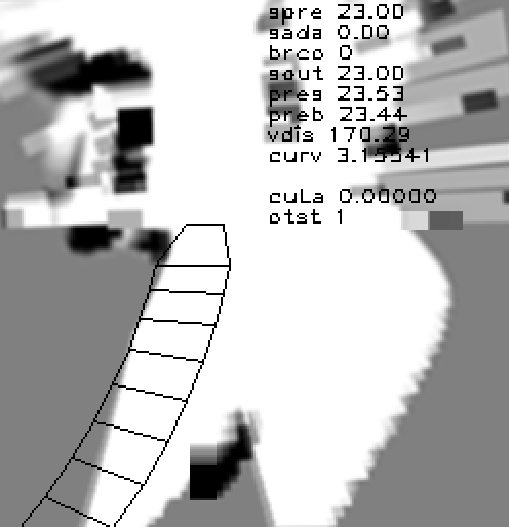 spre 23.00
sada 0.00
brco 0
sout 23.00
pres 23.53
preb 23.44
vdis 170.29
curv 3.15541
cula 0.00000
otst 1